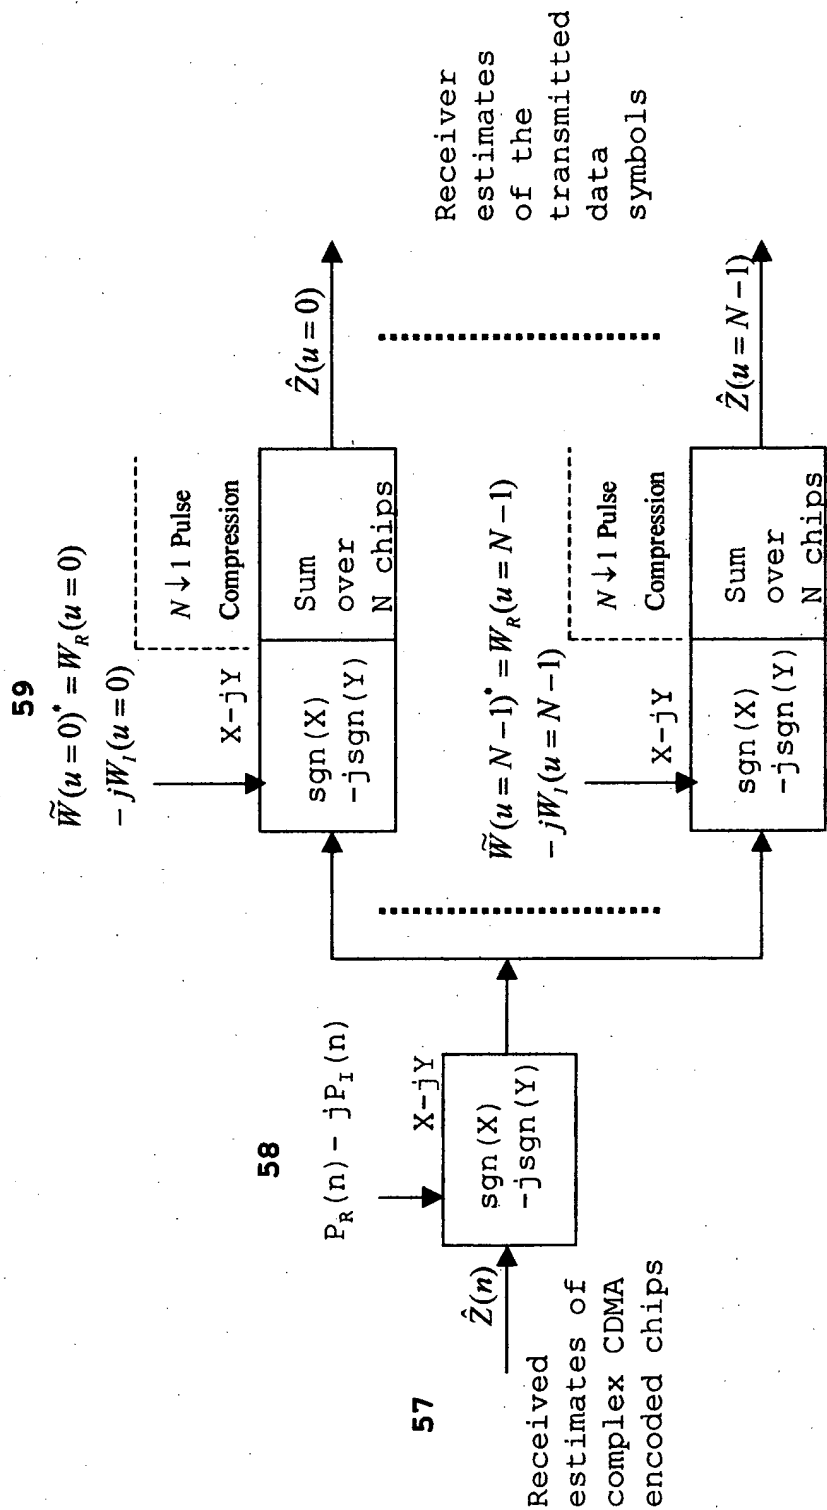 57
Received
estimates of
complex CDMA
encoded chips
Ẑ(n)
58
P_R(n) - jP_I(n)
X-jY
sgn(X)
-jsgn(Y)
59
W̃(u=0)* = W_R(u=0)
- jW_I(u=0)
X-jY
sgn(X)
-jsgn(Y)
N↓1 Pulse
Compression
Sum
over
N chips
Ẑ(u=0)
W̃(u=N-1)* = W_R(u=N-1)
- jW_I(u=N-1)
X-jY
sgn(X)
-jsgn(Y)
N↓1 Pulse
Compression
Sum
over
N chips
Ẑ(u=N-1)
Receiver
estimates
of the
transmitted
data
symbols